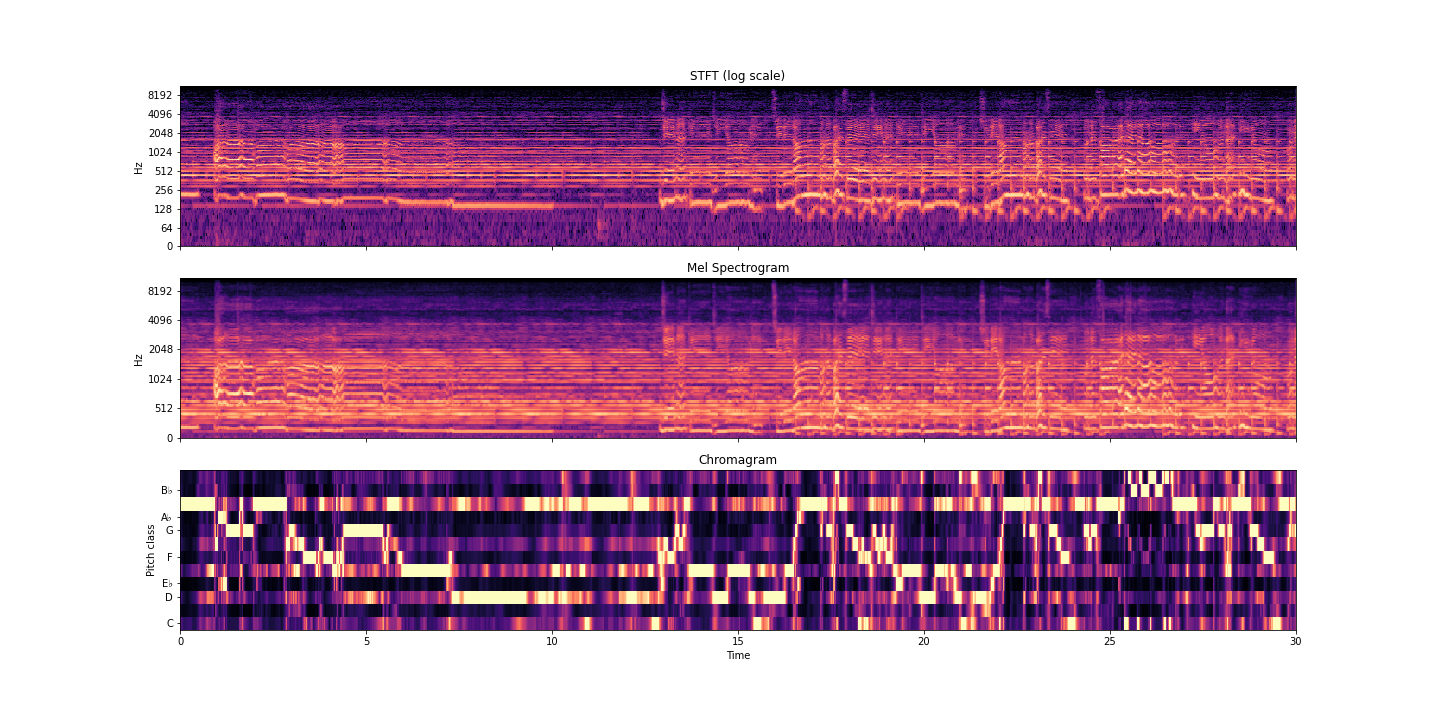 STFT (log scale)
8192
4096
2048
1024
512
256
128
64
0
Hz
Mel Spectrogram
8192
4096
2048
1024
512
0
Hz
Chromagram
B♭
A♭
G
F
E♭
D
C
Pitch class
0 5 10 15 20 25 30
Time